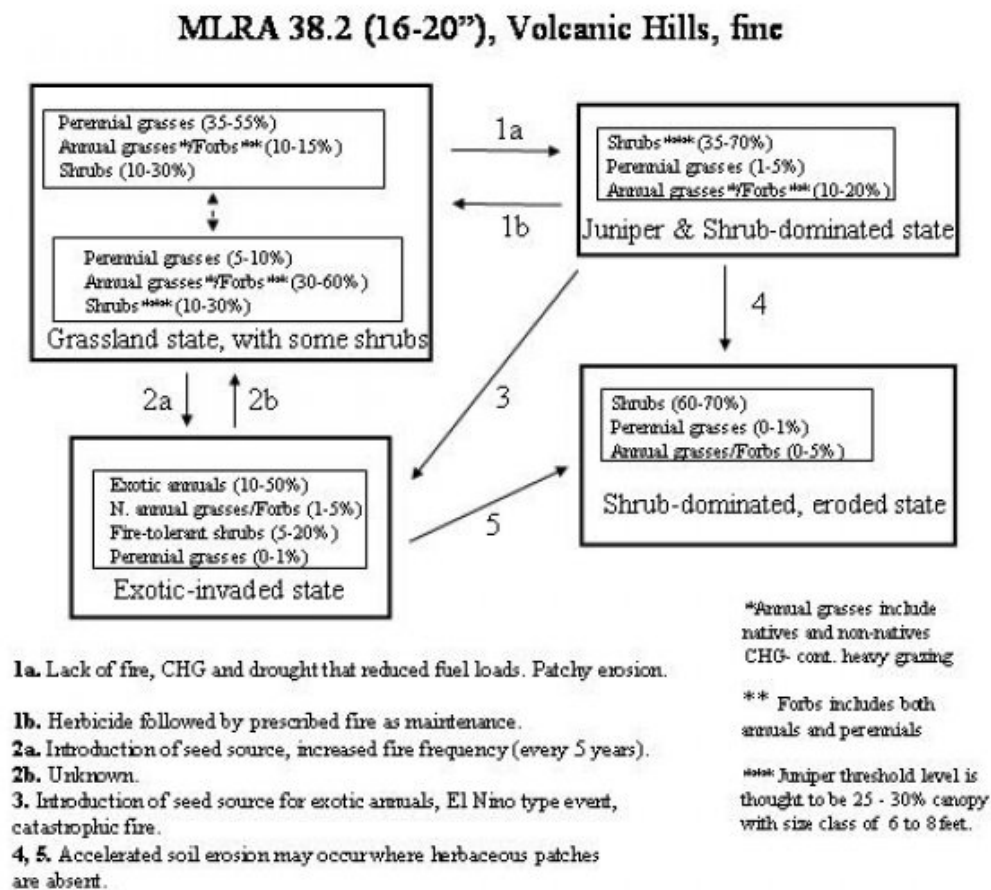 MLRA 38.2 (16-20”), Volcanic Hills, fine
Perennial grasses (35-55%)
Annual grasses*/Forbs** (10-15%)
Shrubs (10-30%)
Perennial grasses (5-10%)
Annual grasses*/Forbs** (30-60%)
Shrubs*** (10-30%)
Grassland state, with some shrubs
1a
1b
Shrubs*** (35-70%)
Perennial grasses (1-5%)
Annual grasses*/Forbs** (10-20%)
Juniper & Shrub-dominated state
2a
2b
3
4
Exotic annuals (10-50%)
N. annual grasses/Forbs (1-5%)
Fire-tolerant shrubs (5-20%)
Perennial grasses (0-1%)
Exotic-invaded state
5
Shrubs (60-70%)
Perennial grasses (0-1%)
Annual grasses/Forbs (0-5%)
Shrub-dominated, eroded state
1a. Lack of fire, CHG and drought that reduced fuel loads. Patchy erosion.
1b. Herbicide followed by prescribed fire as maintenance.
2a. Introduction of seed source, increased fire frequency (every 5 years).
2b. Unknown.
3. Introduction of seed source for exotic annuals, El Nino type event,
catastrophic fire.
4, 5. Accelerated soil erosion may occur where herbaceous patches
are absent.
*Annual grasses include
natives and non-natives
CHG- cont. heavy grazing
** Forbs includes both
annuals and perennials
*** Juniper threshold level is
thought to be 25 - 30% canopy
with size class of 6 to 8 feet.